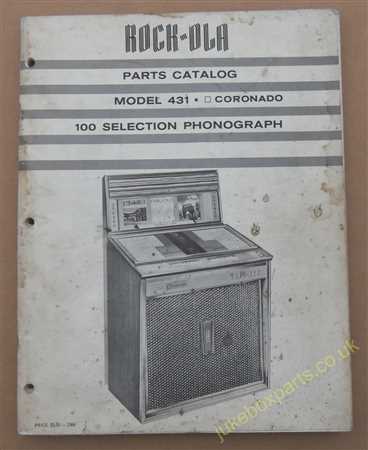 ROCK-OLA
PARTS CATALOG
MODEL 431 • □ CORONADO
100 SELECTION PHONOGRAPH
jukeboxparts.co.uk